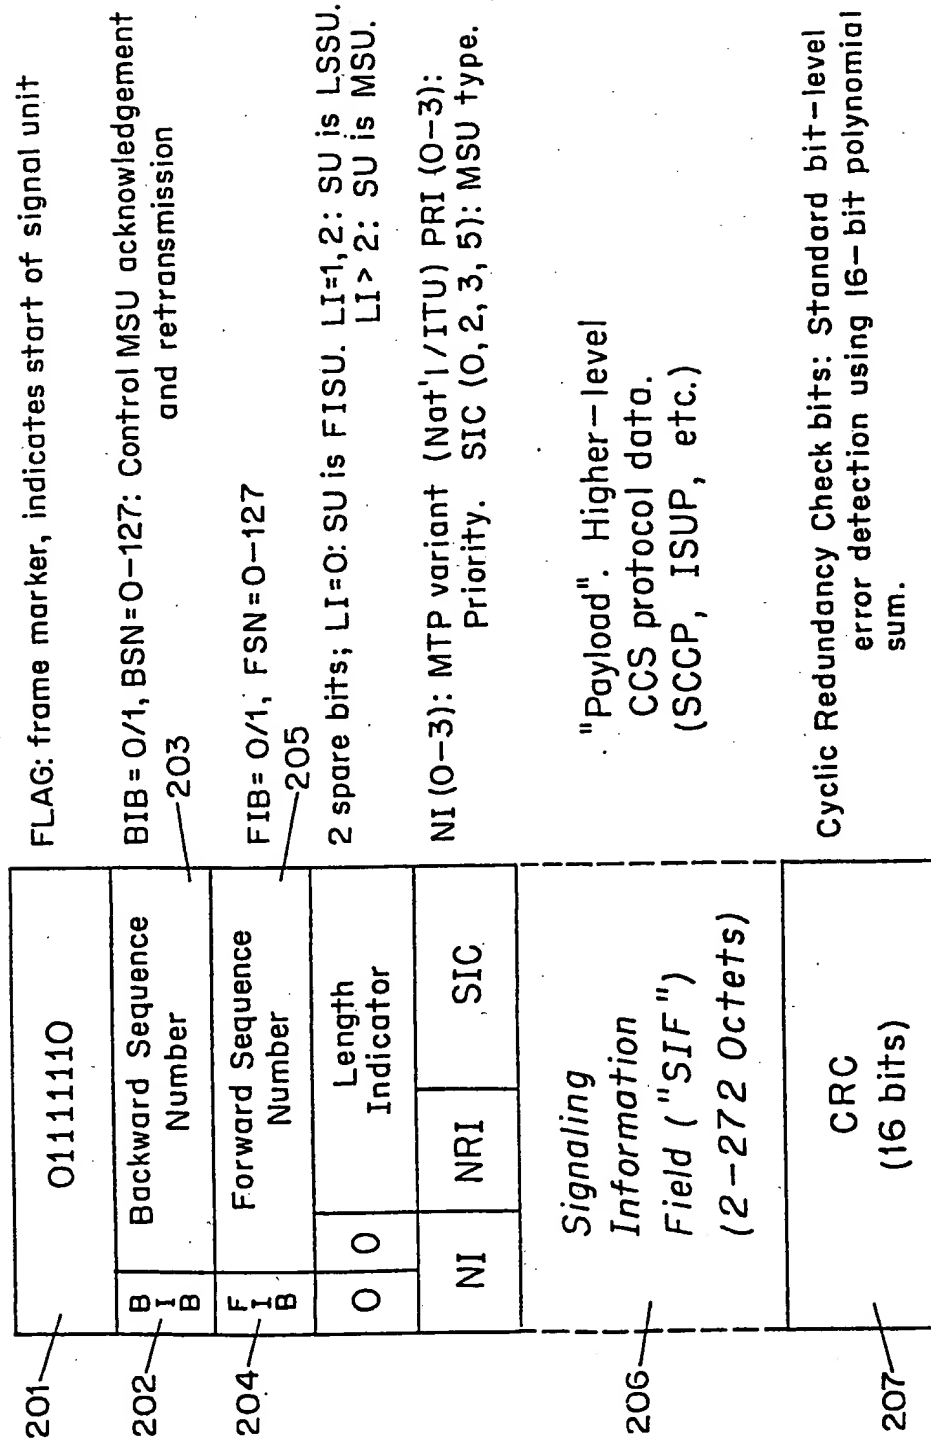 201
01111110
FLAG: frame marker, indicates start of signal unit
202
B I B
Backward Sequence
Number
203
BIB = 0/1, BSN=0-127: Control MSU acknowledgement
and retransmission
204
F I B
Forward Sequence
Number
205
FIB= 0/1, FSN=0-127
0 0
Length
Indicator
2 spare bits; LI=0: SU is FISU. LI=1,2: SU is LSSU.
LI> 2: SU is MSU.
NI
NRI
SIC
NI (0-3): MTP variant (Nat'l/ITU) PRI (0-3):
Priority. SIC (0, 2, 3, 5): MSU type.
206
Signaling
Information
Field ("SIF")
(2-272 Octets)
"Payload". Higher-level
CCS protocol data.
(SCCP, ISUP, etc.)
207
CRC
(16 bits)
Cyclic Redundancy Check bits: Standard bit-level
error detection using 16-bit polynomial
sum.